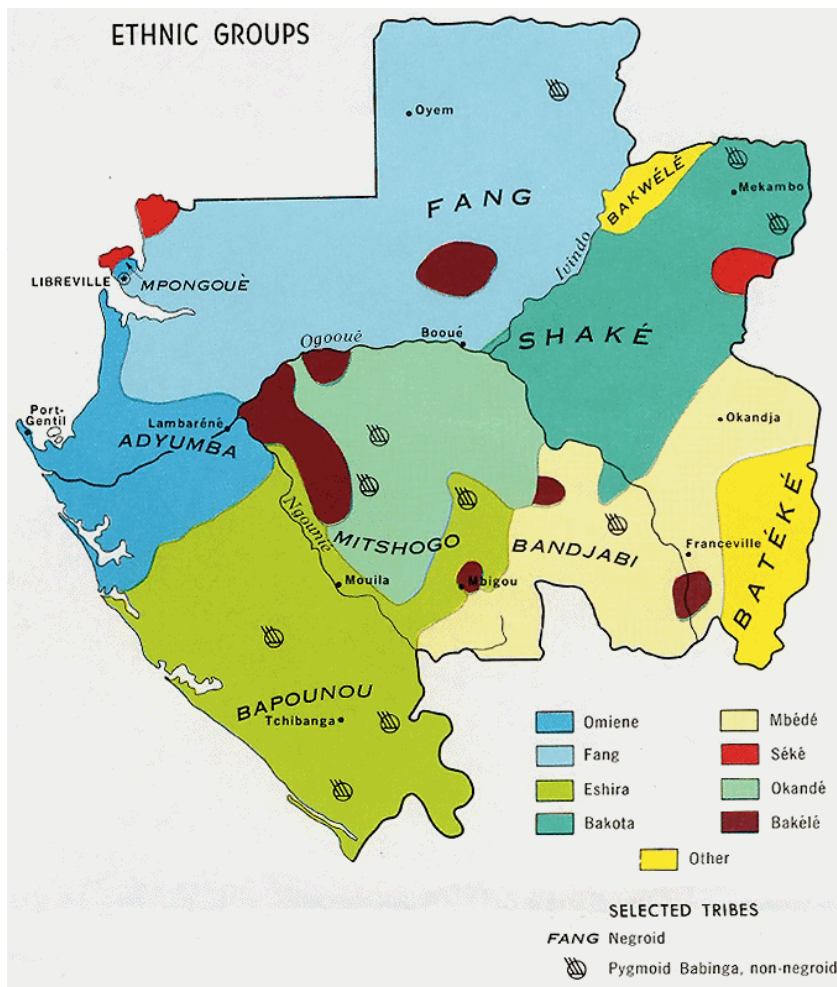 ETHNIC GROUPS
Oyem
FANG
BAKWÉLÉ
Mekambo
Ivindo
LIBREVILLE
MPONGOUÈ
SHAKÉ
Ogooué
Booué
Port-
Gentil
Lambaréné
ADYUMBA
Okandja
Ngounié
MITSHOGO
BANDJABI
Franceville
BATÉKÉ
Mouila
Mbigou
BAPOUNOU
Tchibanga
Omiene
Mbédé
Fang
Séké
Eshira
Okandé
Bakota
Bakélé
Other
SELECTED TRIBES
FANG Negroid
Pygmoid Babinga, non-negroid